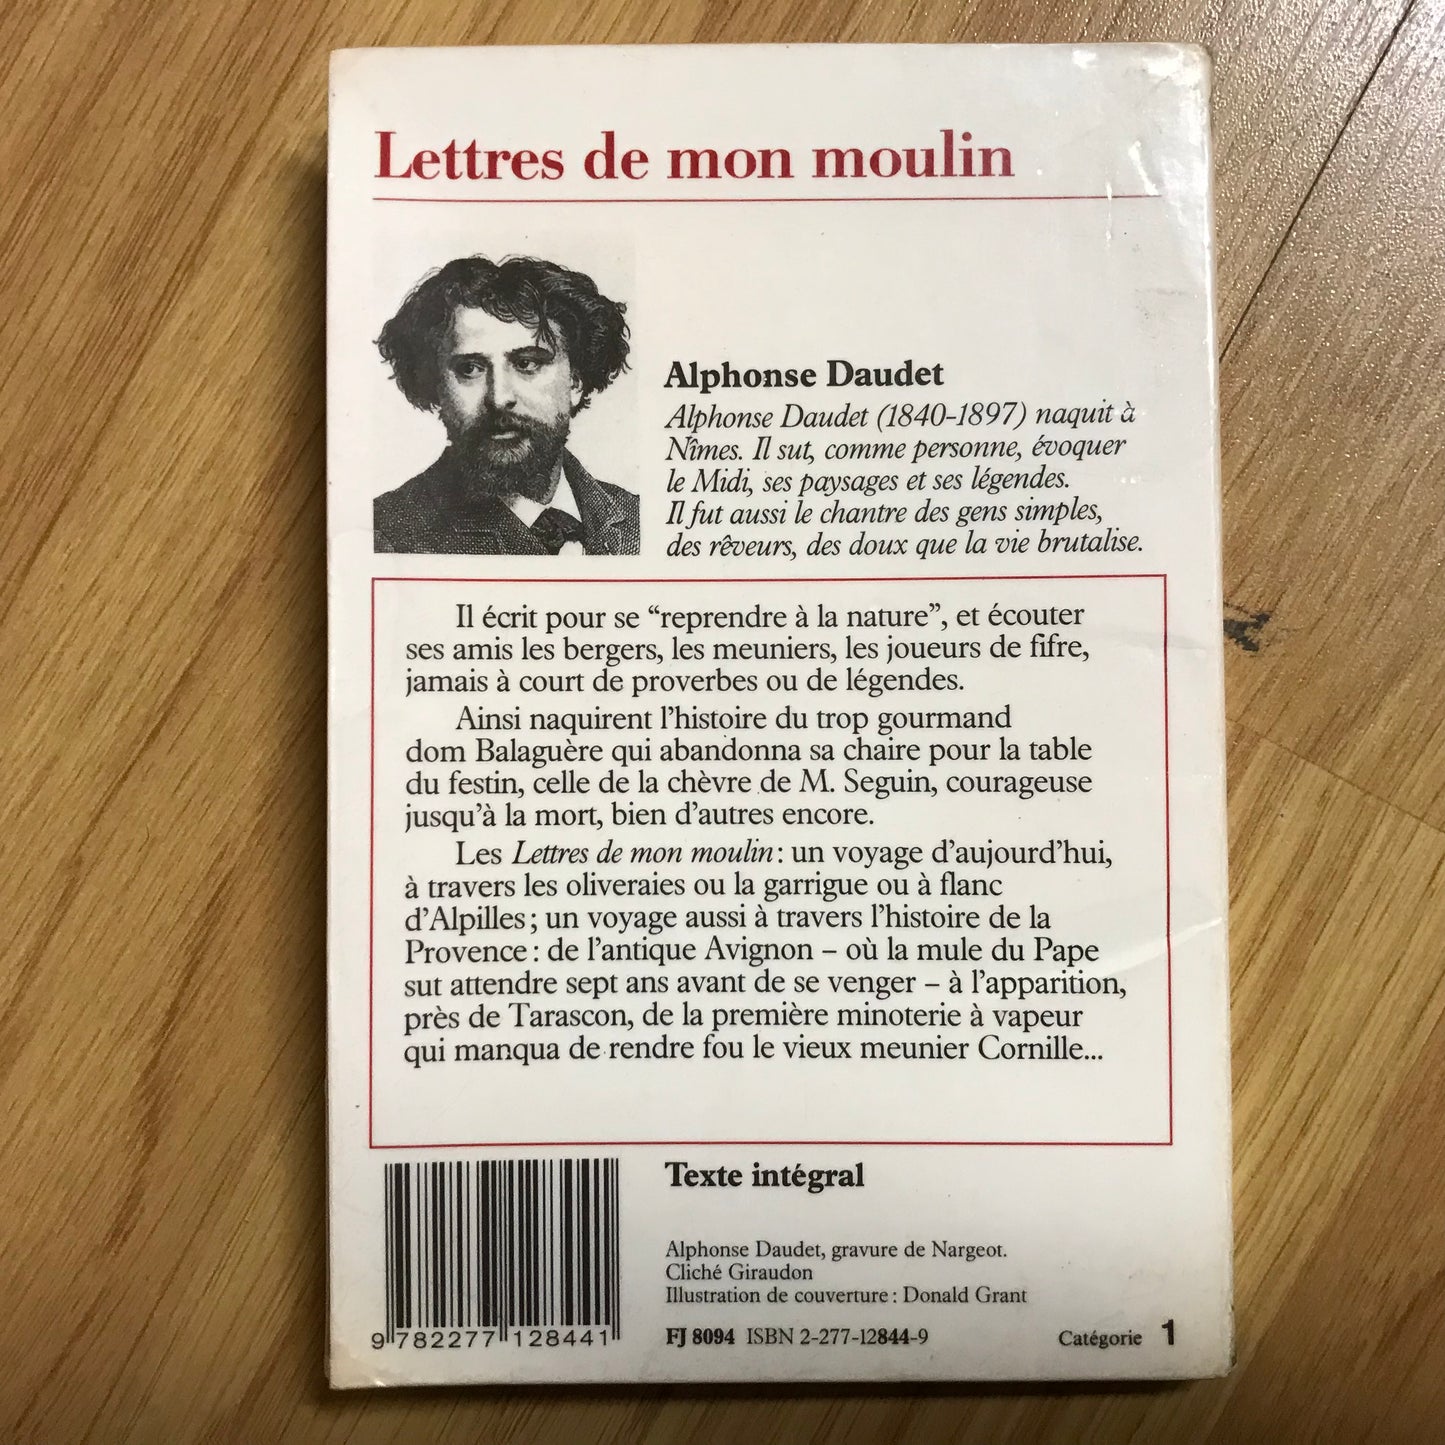 Lettres de mon moulin
Alphonse Daudet
Alphonse Daudet (1840-1897) naquit à
Nîmes. Il sut, comme personne, évoquer
le Midi, ses paysages et ses légendes.
Il fut aussi le chantre des gens simples,
des rêveurs, des doux que la vie brutalise.
Il écrit pour se “reprendre à la nature”, et écouter
ses amis les bergers, les meuniers, les joueurs de fifre,
jamais à court de proverbes ou de légendes.
Ainsi naquirent l'histoire du trop gourmand
dom Balaguère qui abandonna sa chaire pour la table
du festin, celle de la chèvre de M. Seguin, courageuse
jusqu'à la mort, bien d'autres encore.
Les Lettres de mon moulin : un voyage d'aujourd'hui,
à travers les oliveraies ou la garrigue ou à flanc
d'Alpilles ; un voyage aussi à travers l'histoire de la
Provence : de l'antique Avignon – où la mule du Pape
sut attendre sept ans avant de se venger – à l'apparition,
près de Tarascon, de la première minoterie à vapeur
qui manqua de rendre fou le vieux meunier Cornille...
Texte intégral
Alphonse Daudet, gravure de Nargeot.
Cliché Giraudon
Illustration de couverture : Donald Grant
9 782277 128441
FJ 8094 ISBN 2-277-12844-9
Catégorie 1